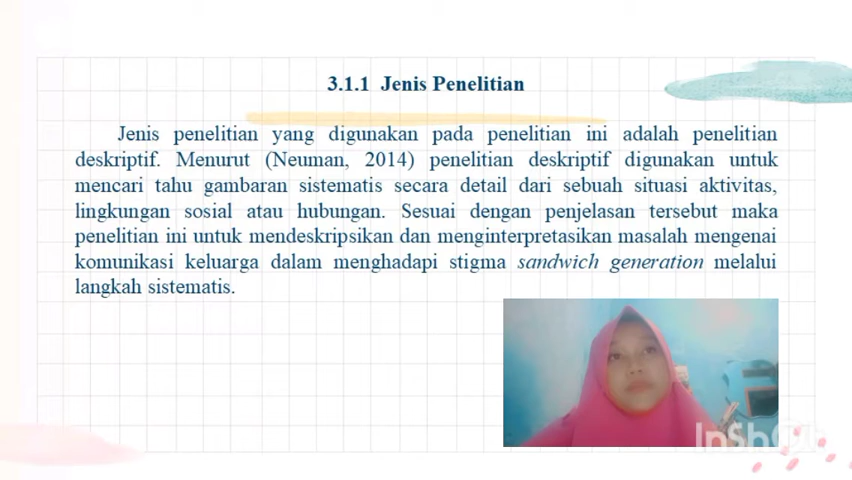 3.1.1 Jenis Penelitian
Jenis penelitian yang digunakan pada penelitian ini adalah penelitian
deskriptif. Menurut (Neuman, 2014) penelitian deskriptif digunakan untuk
mencari tahu gambaran sistematis secara detail dari sebuah situasi aktivitas,
lingkungan sosial atau hubungan. Sesuai dengan penjelasan tersebut maka
penelitian ini untuk mendeskripsikan dan menginterpretasikan masalah mengenai
komunikasi keluarga dalam menghadapi stigma sandwich generation melalui
langkah sistematis.
InShOt